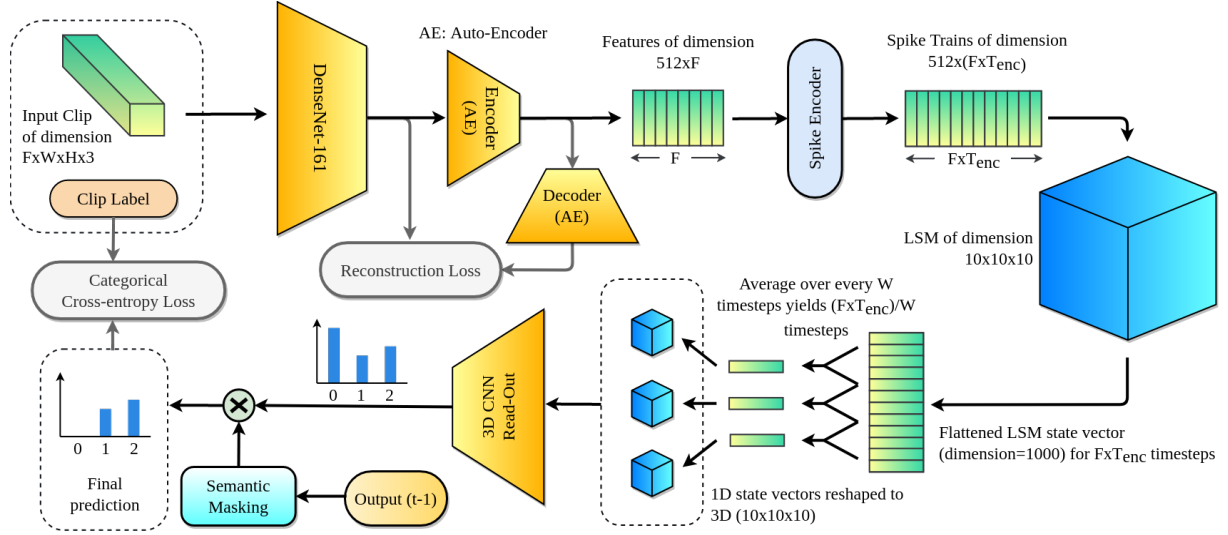 Input Clip
of dimension
FxWxHx3
Clip Label
Categorical
Cross-entropy Loss
DenseNet-161
AE: Auto-Encoder
Encoder
(AE)
Decoder
(AE)
Reconstruction Loss
Features of dimension
512xF
F
Spike Encoder
Spike Trains of dimension
512x(FxTenc)
FxTenc
LSM of dimension
10x10x10
Flattened LSM state vector
(dimension=1000) for FxTenc timesteps
Average over every W
timesteps yields (FxTenc)/W
timesteps
1D state vectors reshaped to
3D (10x10x10)
3D CNN
Read-Out
0 1 2
Semantic
Masking
Output (t-1)
0 1 2
Final
prediction